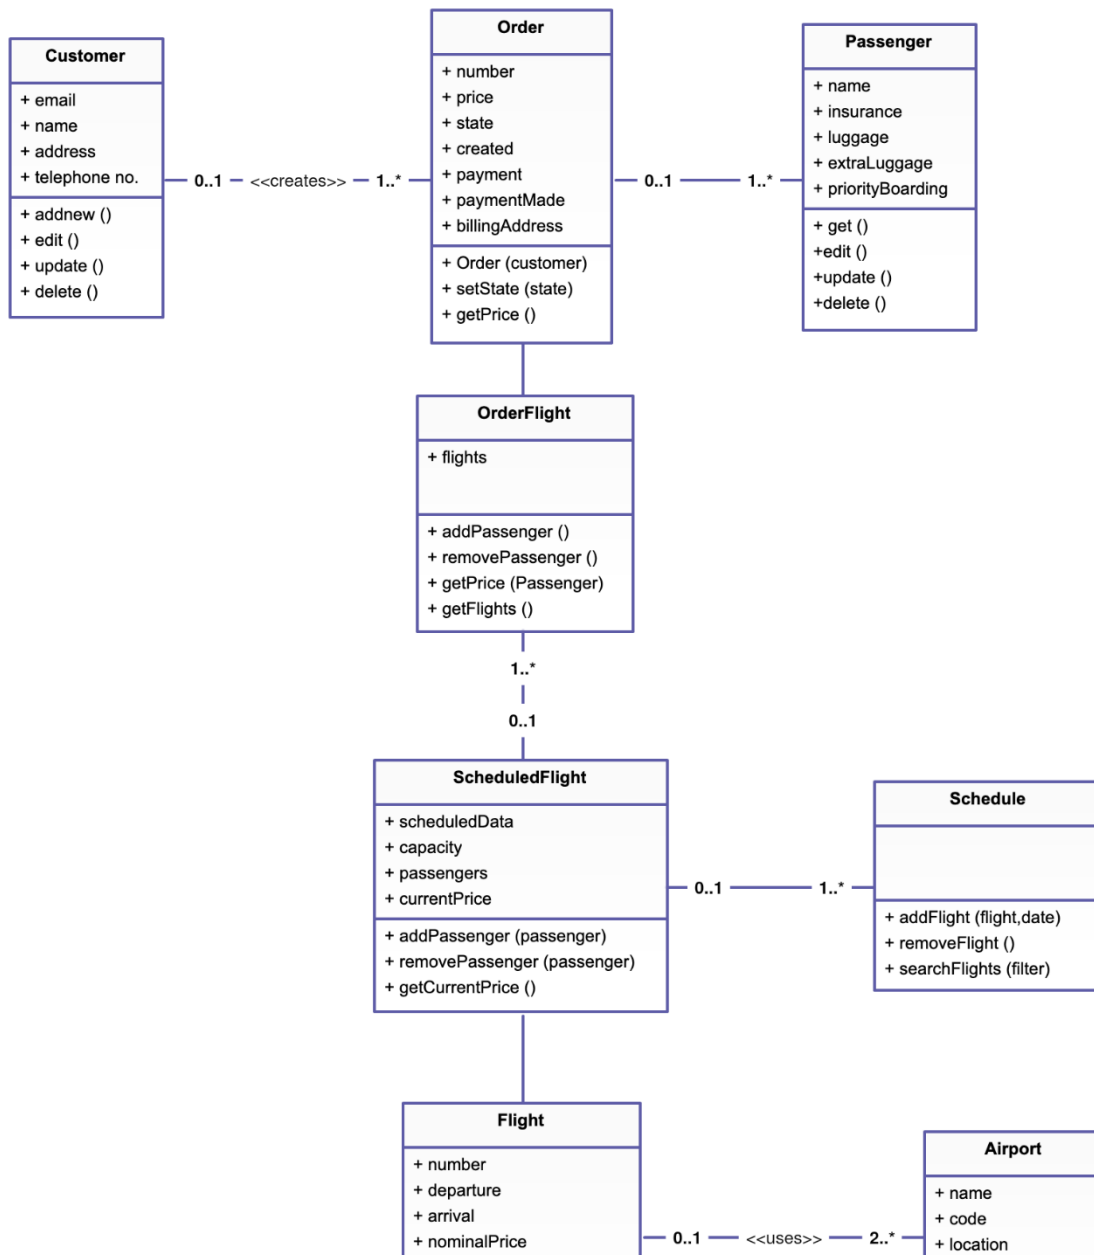 Customer
+ email
+ name
+ address
+ telephone no.
+ addnew ()
+ edit ()
+ update ()
+ delete ()
0..1 <<creates>> 1..*
Order
+ number
+ price
+ state
+ created
+ payment
+ paymentMade
+ billingAddress
+ Order (customer)
+ setState (state)
+ getPrice ()
0..1 1..*
Passenger
+ name
+ insurance
+ luggage
+ extraLuggage
+ priorityBoarding
+ get ()
+edit ()
+update ()
+delete ()
OrderFlight
+ flights
+ addPassenger ()
+ removePassenger ()
+ getPrice (Passenger)
+ getFlights ()
1..*
0..1
ScheduledFlight
+ scheduledData
+ capacity
+ passengers
+ currentPrice
+ addPassenger (passenger)
+ removePassenger (passenger)
+ getCurrentPrice ()
0..1 1..*
Schedule
+ addFlight (flight,date)
+ removeFlight ()
+ searchFlights (filter)
Flight
+ number
+ departure
+ arrival
+ nominalPrice
0..1 <<uses>> 2..*
Airport
+ name
+ code
+ location